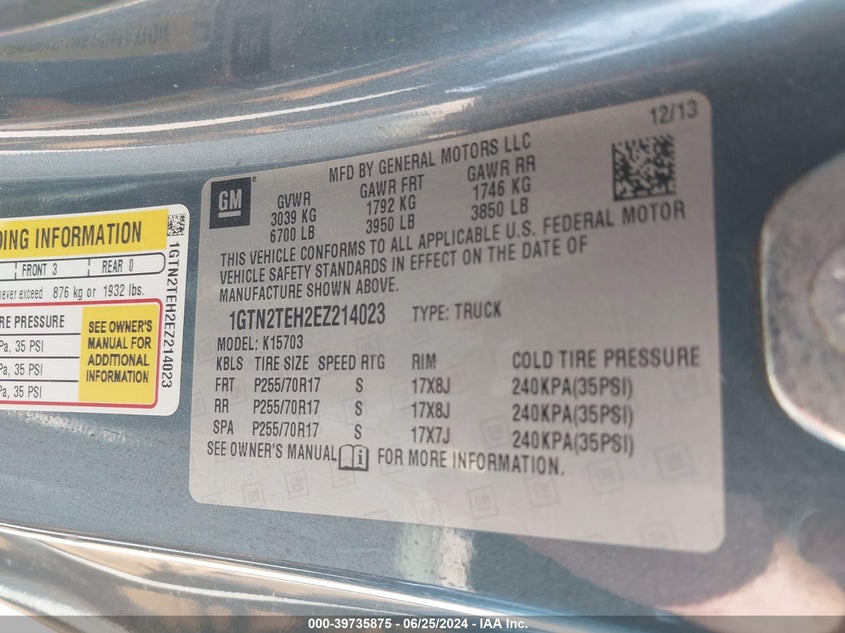 12/13
GM
MFD BY GENERAL MOTORS LLC
GVWR GAWR FRT GAWR RR
3039 KG 1792 KG 1746 KG
6700 LB 3950 LB 3850 LB
THIS VEHICLE CONFORMS TO ALL APPLICABLE U.S. FEDERAL MOTOR
VEHICLE SAFETY STANDARDS IN EFFECT ON THE DATE OF
MANUFACTURE SHOWN ABOVE.
1GTN2TEH2EZ214023 TYPE: TRUCK
MODEL: K15703
KBLS TIRE SIZE SPEED RTG RIM COLD TIRE PRESSURE
FRT P255/70R17 S 17X8J 240KPA(35PSI)
RR P255/70R17 S 17X8J 240KPA(35PSI)
SPA P255/70R17 S 17X7J 240KPA(35PSI)
SEE OWNER'S MANUAL FOR MORE INFORMATION.
DING INFORMATION
FRONT 3 REAR 0
never exceed 876 kg or 1932 lbs.
RE PRESSURE
Pa, 35 PSI
Pa, 35 PSI
Pa, 35 PSI
SEE OWNER'S
MANUAL FOR
ADDITIONAL
INFORMATION
1GTN2TEH2EZ214023
000-39735875 - 06/25/2024 - IAA Inc.